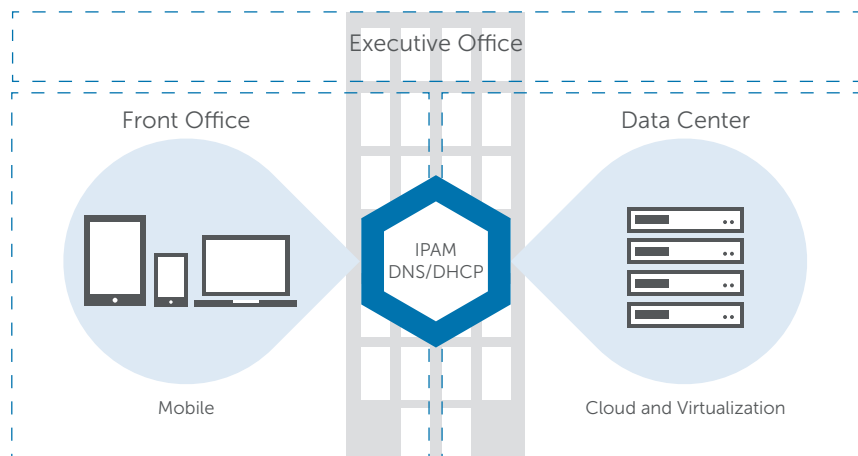 Executive Office
Front Office
Data Center
IPAM
DNS/DHCP
Mobile
Cloud and Virtualization